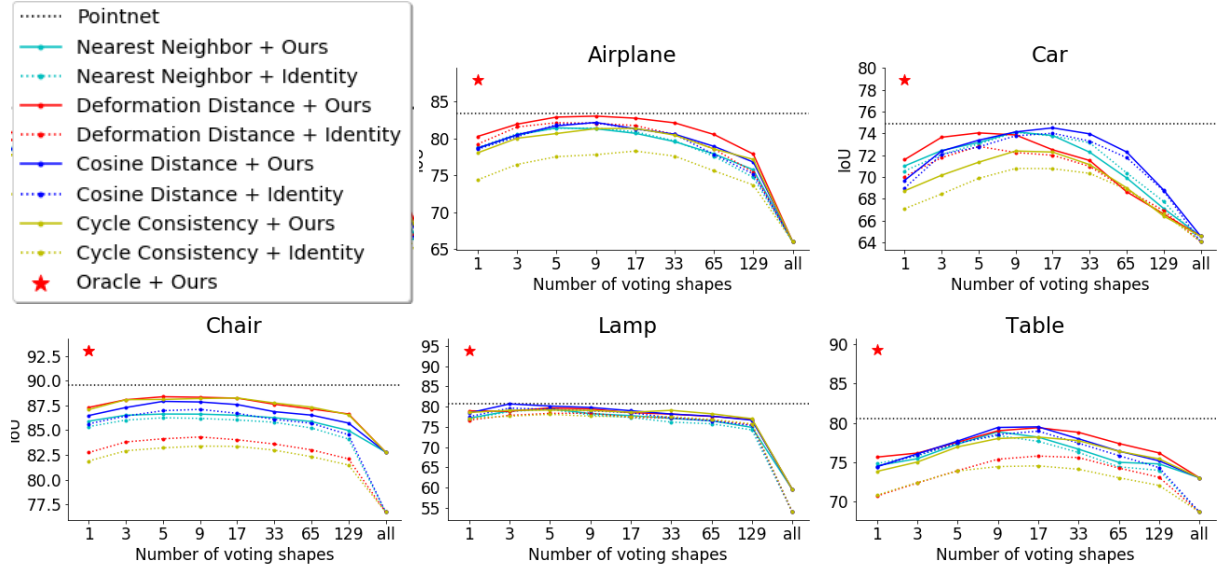 Pointnet
Nearest Neighbor + Ours
Nearest Neighbor + Identity
Deformation Distance + Ours
Deformation Distance + Identity
Cosine Distance + Ours
Cosine Distance + Identity
Cycle Consistency + Ours
Cycle Consistency + Identity
Oracle + Ours
Airplane
85
80
75
70
65
1 3 5 9 17 33 65 129 all
Number of voting shapes
Car
IoU
80
78
76
74
72
70
68
66
64
1 3 5 9 17 33 65 129 all
Number of voting shapes
Chair
IoU
92.5
90.0
87.5
85.0
82.5
80.0
77.5
1 3 5 9 17 33 65 129 all
Number of voting shapes
Lamp
95
90
85
80
75
70
65
60
55
1 3 5 9 17 33 65 129 all
Number of voting shapes
Table
90
85
80
75
70
1 3 5 9 17 33 65 129 all
Number of voting shapes